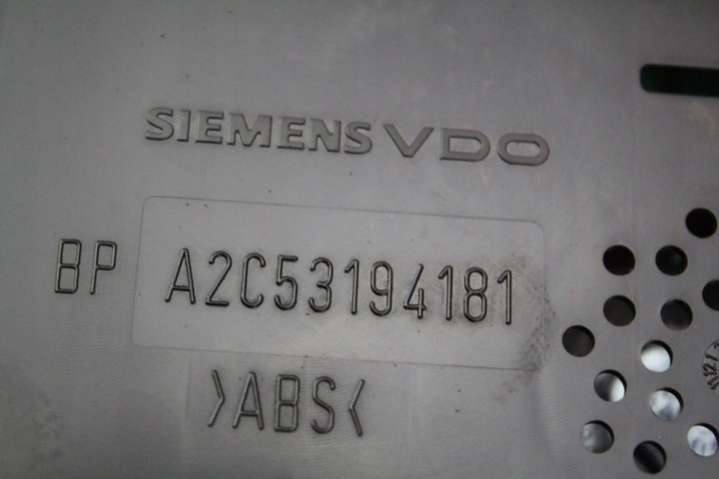 SIEMENS VDO
BP A2C53194181
>ABS<